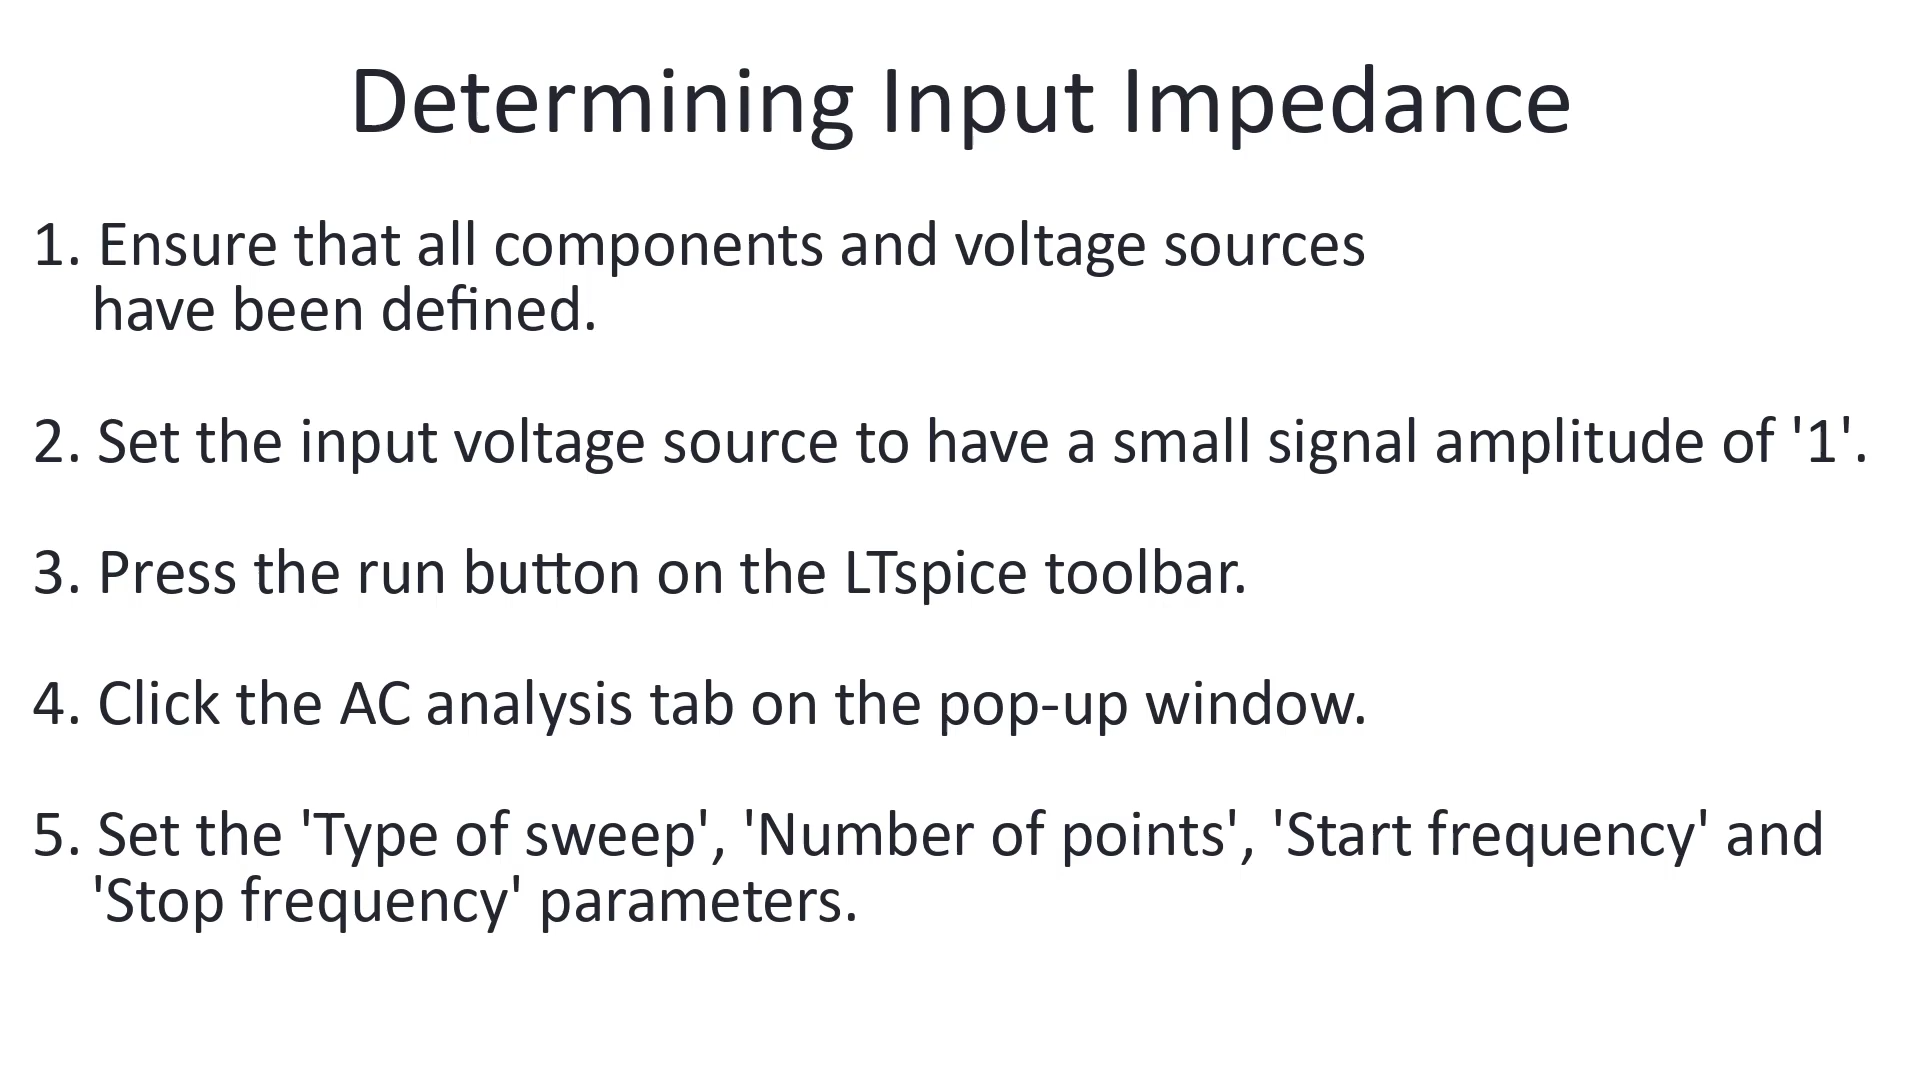 Determining Input Impedance
1. Ensure that all components and voltage sources
have been defined.
2. Set the input voltage source to have a small signal amplitude of '1'.
3. Press the run button on the LTspice toolbar.
4. Click the AC analysis tab on the pop-up window.
5. Set the 'Type of sweep', 'Number of points', 'Start frequency' and
'Stop frequency' parameters.